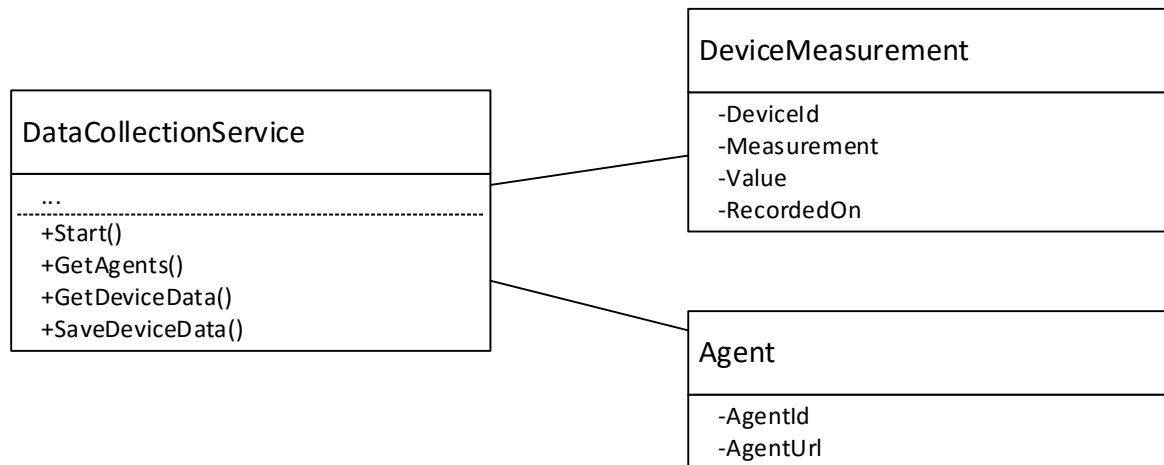 DataCollectionService
...
+Start()
+GetAgents()
+GetDeviceData()
+SaveDeviceData()
DeviceMeasurement
-DeviceId
-Measurement
-Value
-RecordedOn
Agent
-AgentId
-AgentUrl